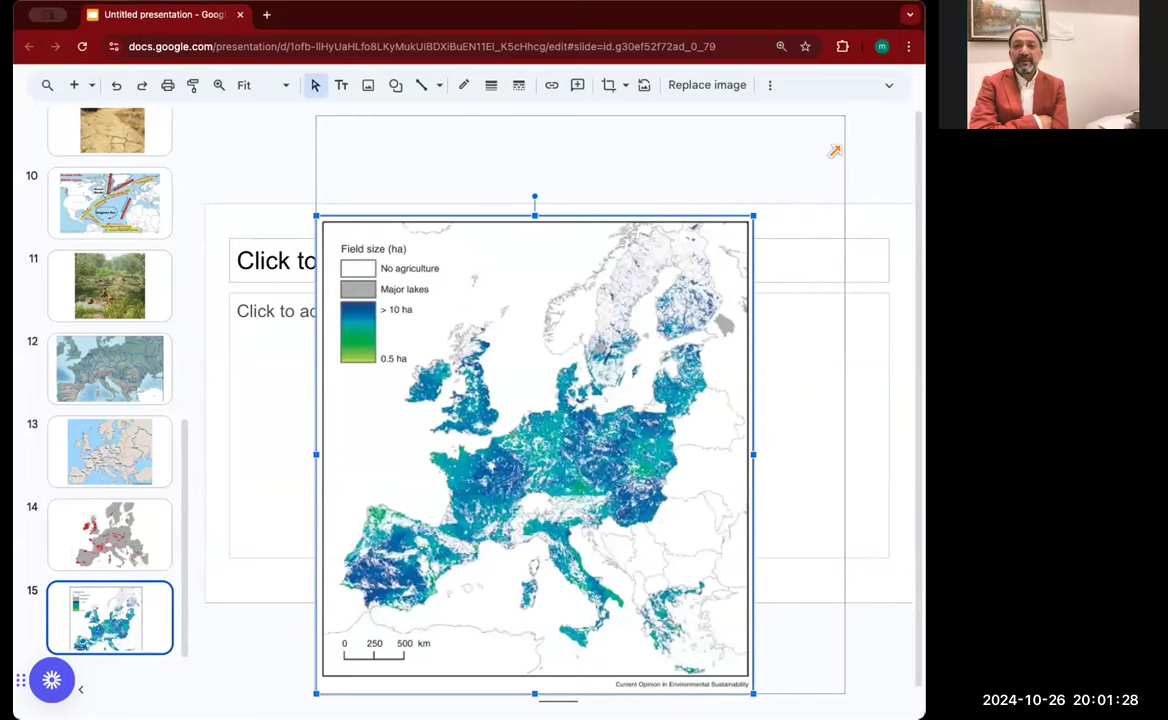 Untitled presentation - Goog
docs.google.com/presentation/d/1ofb-lIHyUaHLfo8LKyMukUIBDXiBuEN11EI_K5cHhcg/edit#slide=id.g30ef52f72ad_0_79
m
Fit
Replace image
10
11
12
13
14
15
Click to
Click to ac
Field size (ha)
No agriculture
Major lakes
> 10 ha
0.5 ha
0 250 500 km
Current Opinion in Environmental Sustainability
2024-10-26 20:01:28